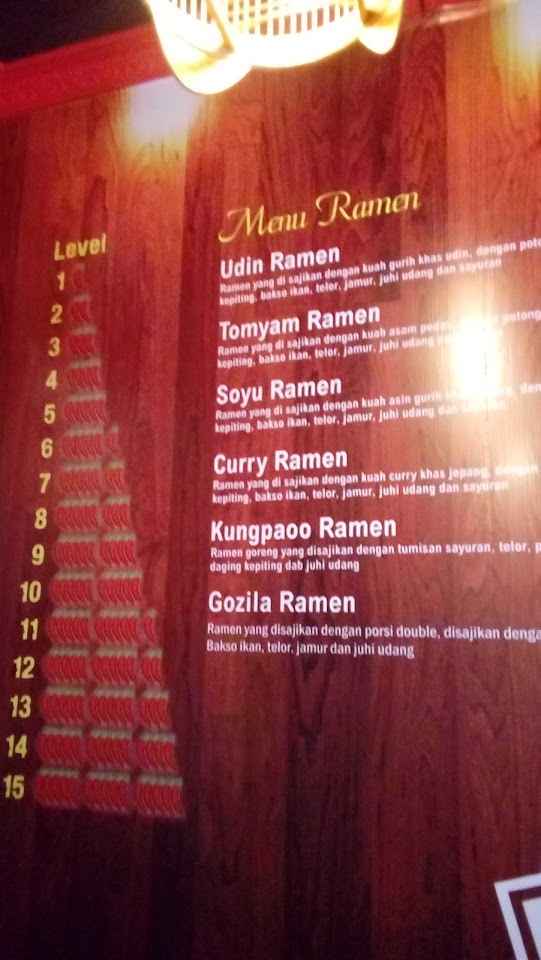 Menu Ramen
Level
1
2
3
4
5
6
7
8
9
10
11
12
13
14
15
Udin Ramen
Ramen yang di sajikan dengan kuah gurih khas udin, dengan
kepiting, bakso ikan, telor, jamur, juhi udang dan sayuran
Tomyam Ramen
Ramen yang di sajikan dengan kuah asam potong
kepiting, bakso ikan, telor, jamur, juhi udang
Soyu Ramen
Ramen yang di sajikan dengan kuah asin gurih
kepiting, bakso ikan, telor, jamur, juhi udang dan sayuran
Curry Ramen
Ramen yang di sajikan dengan kuah curry khas jepang, dengan
kepiting, bakso ikan, telor, jamur, juhi udang dan sayuran
Kungpaoo Ramen
Ramen goreng yang disajikan dengan tumisan sayuran, telor,
daging kepiting dab juhi udang
Gozila Ramen
Ramen yang disajikan dengan porsi double, disajikan
Bakso ikan, telor, jamur dan juhi udang